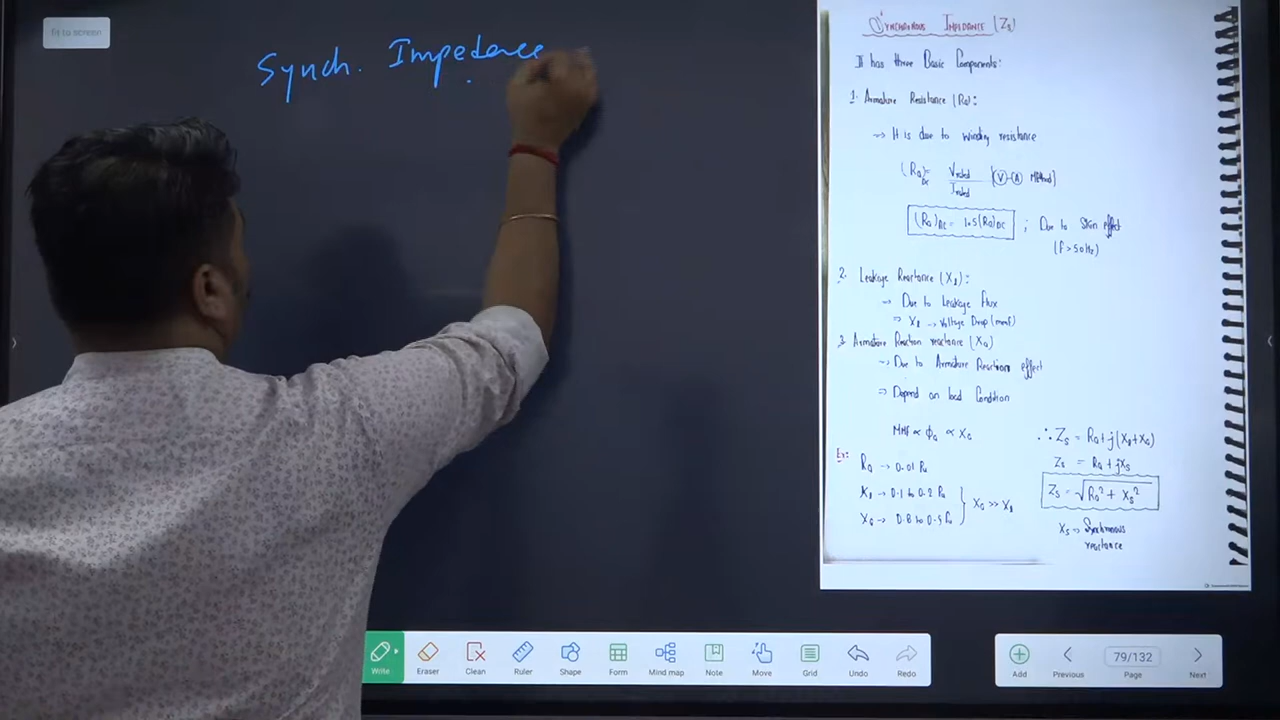 fit to screen
Synch. Impedance
Synchronous Impedance (Zs)
It has three Basic Components:
1. Armature Resistance (Ra):
→ It is due to winding resistance
(Ra)DC = Vrated / Irated [V-A Method]
(Ra)AC = 1.5(Ra)DC ; Due to Skin effect
(f>50Hz)
2. Leakage Reactance (Xl):
→ Due to Leakage flux
⇒ Xl → Voltage Drop (mmf)
3 Armature Reaction reactance (Xa)
→ Due to Armature Reaction effect
⇒ Depend on load Condition
MMF ∝ ϕa ∝ Xa
∴ Zs = Ra+j(Xl+Xa)
Ex:
Ra → 0.01 Pu
Zs = Ra + jXs
Xl → 0.1 to 0.2 Pu } Xa >> Xl
Zs = √Ra² + Xs²
Xa → 0.8 to 0.5 Pu
Xs → Synchronous
reactance
Write
Eraser
Clean
Ruler
Shape
Form
Mind map
Note
Move
Grid
Undo
Redo
Add
Previous
79/132
Page
Next